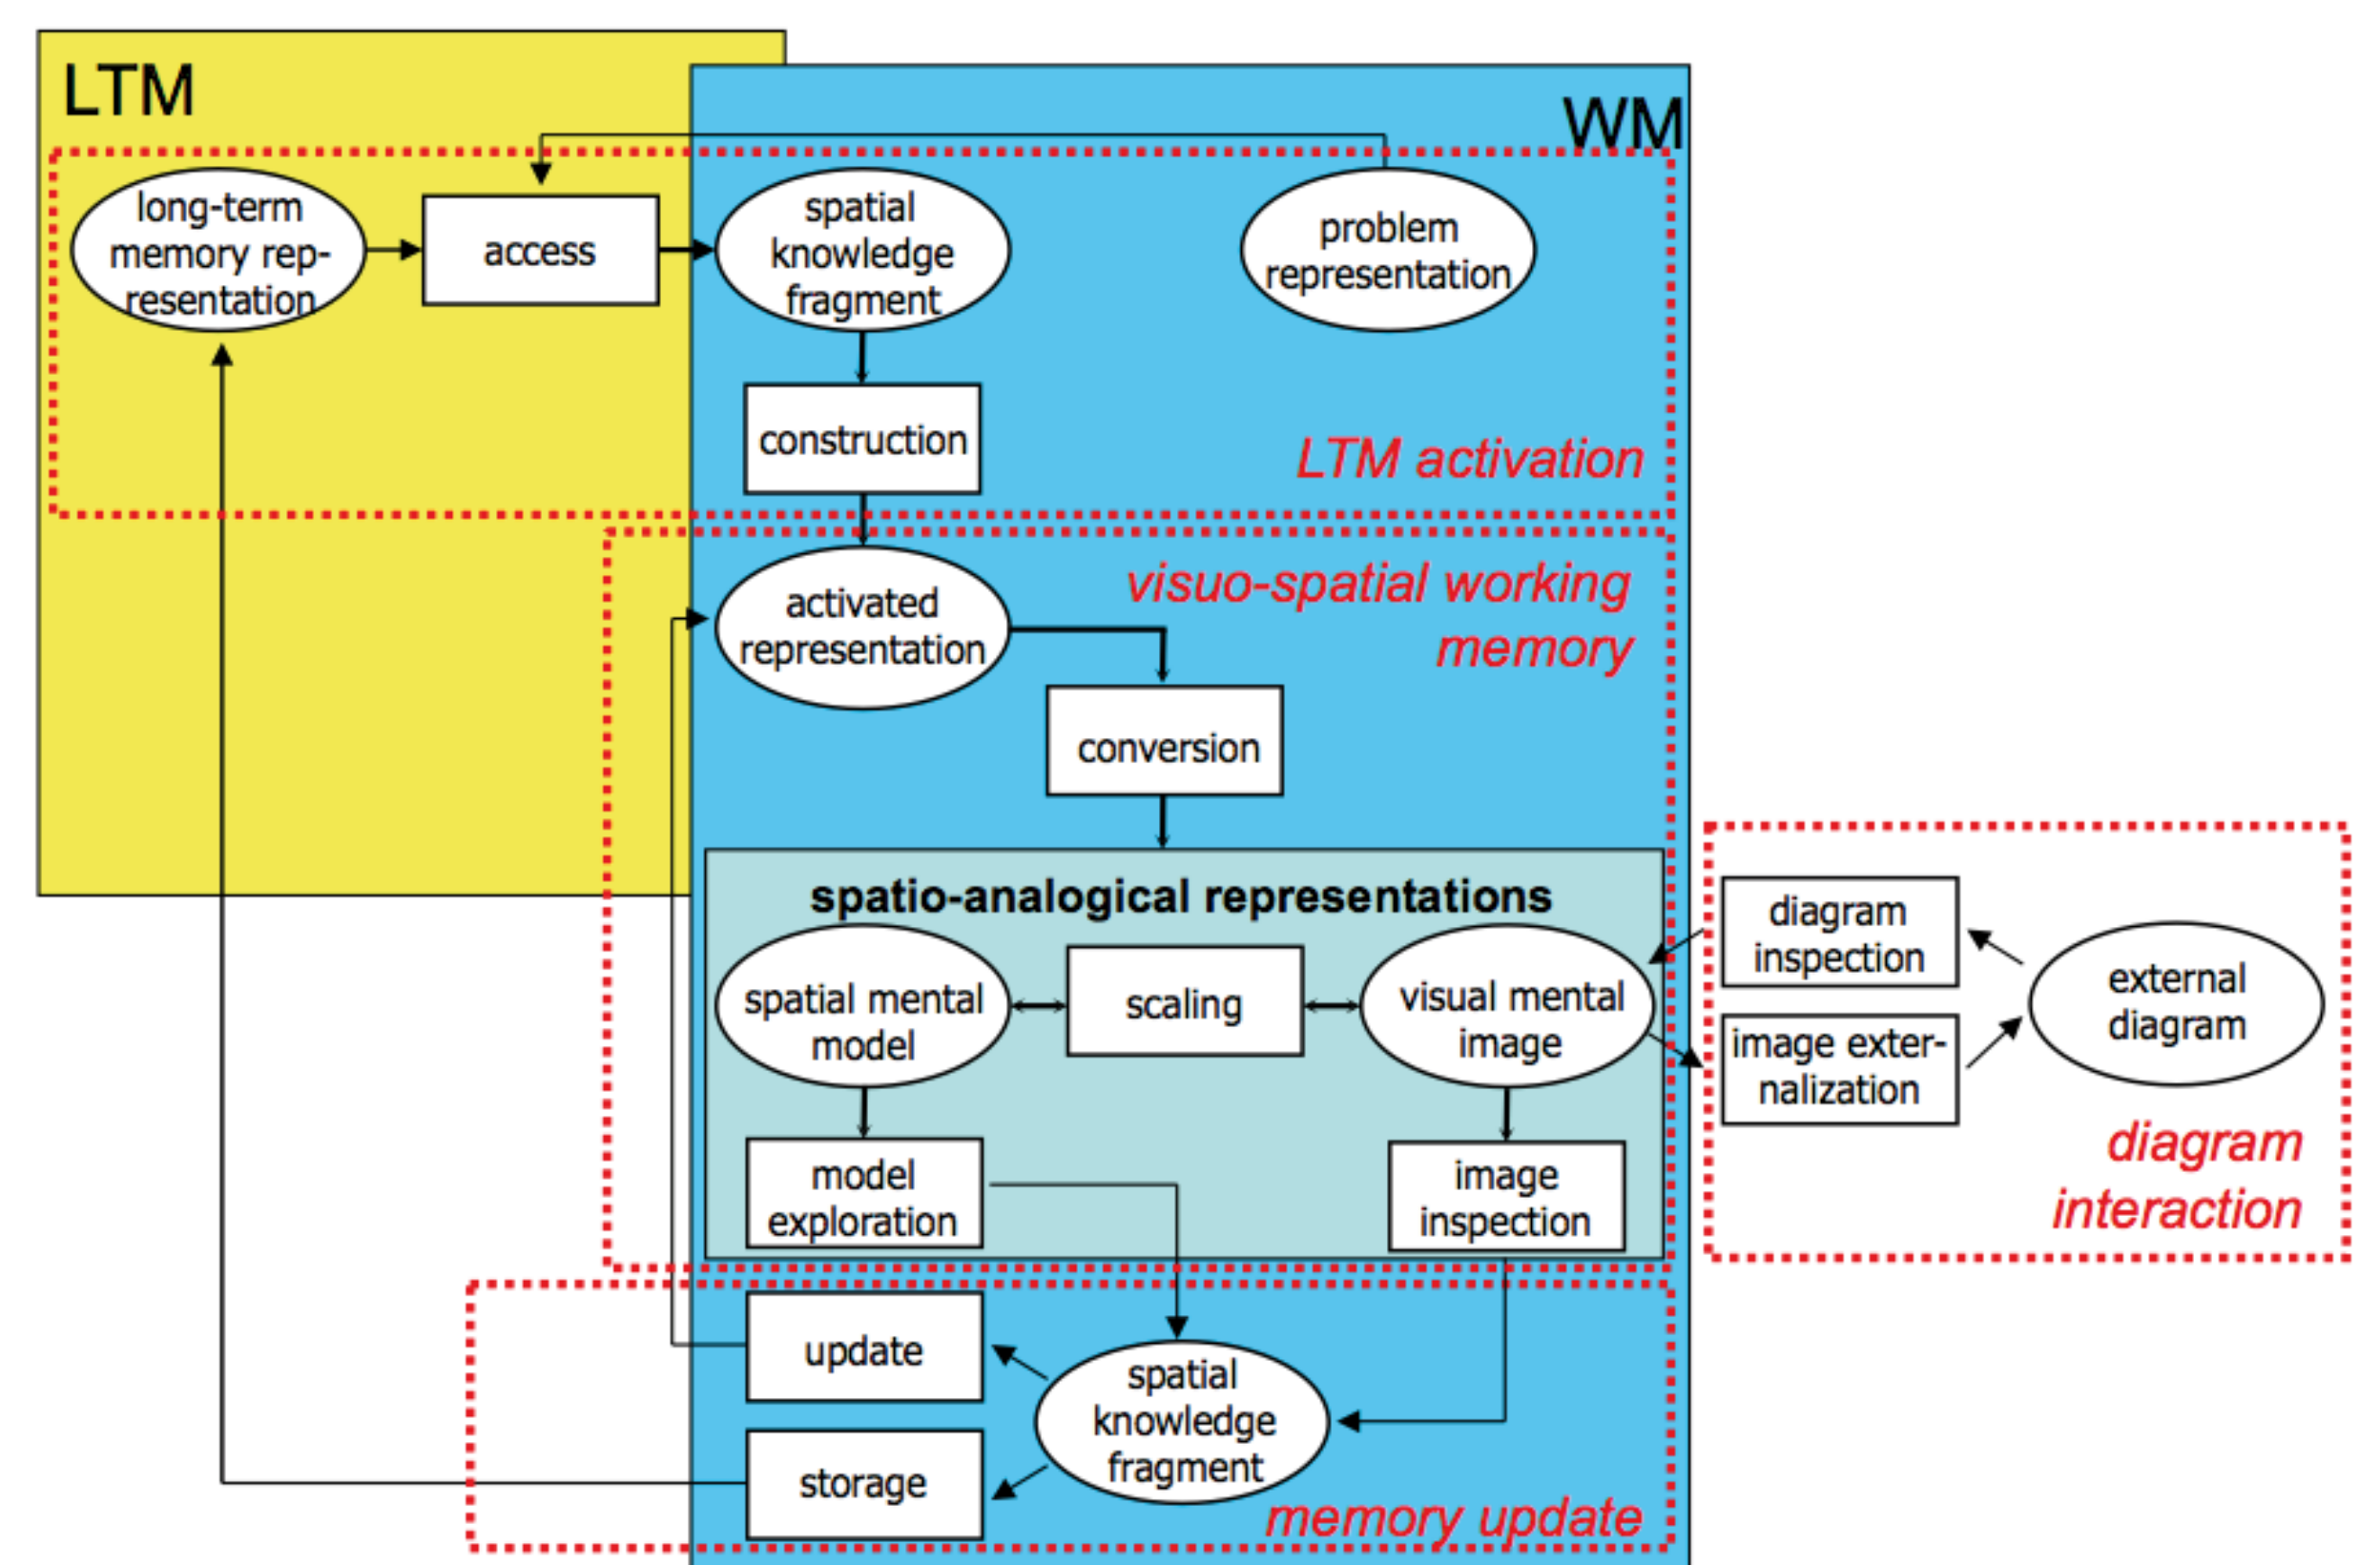 LTM
WM
long-term
memory rep-
resentation
access
spatial
knowledge
fragment
problem
representation
construction
LTM activation
activated
representation
visuo-spatial working
memory
conversion
spatio-analogical representations
spatial mental
model
scaling
visual mental
image
diagram
inspection
image exter-
nalization
external
diagram
diagram
interaction
model
exploration
image
inspection
update
spatial
knowledge
fragment
storage
memory update